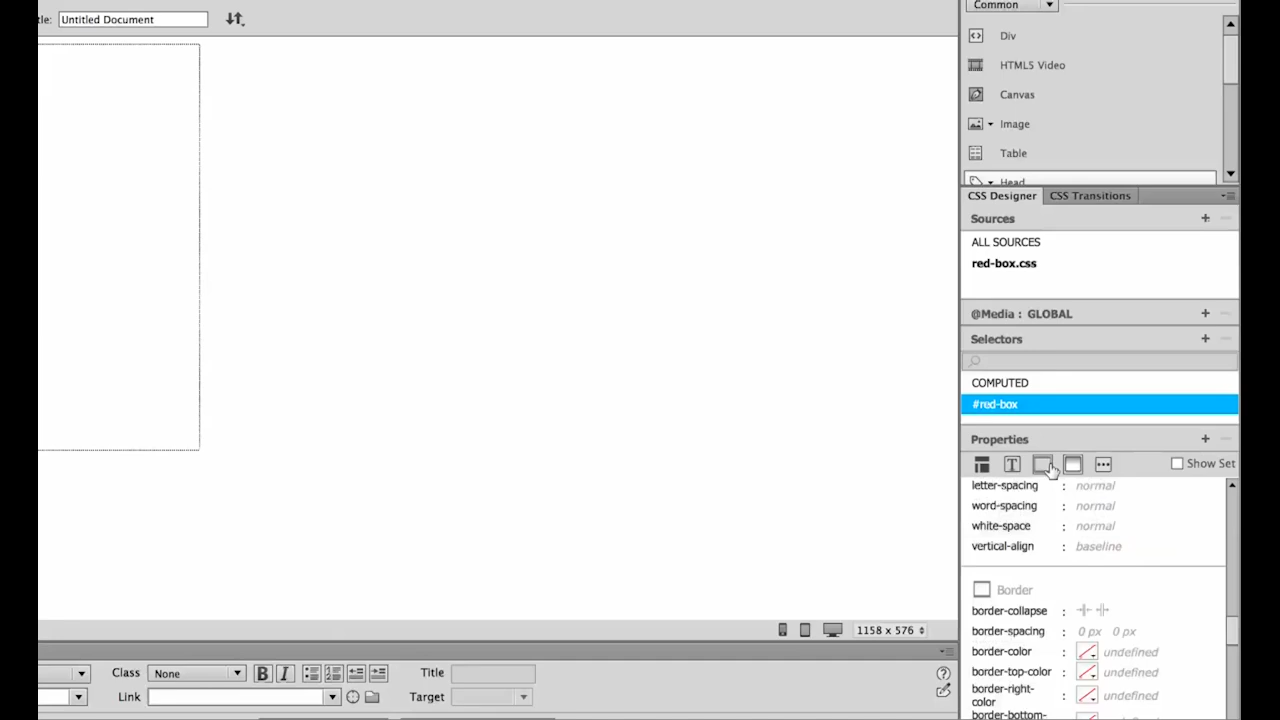 tle: Untitled Document
Common
Div
HTML5 Video
Canvas
Image
Table
Head
CSS Designer CSS Transitions
Sources
ALL SOURCES
red-box.css
@Media : GLOBAL
Selectors
COMPUTED
#red-box
Properties
T Show Set
letter-spacing : normal
word-spacing : normal
white-space : normal
vertical-align : baseline
Border
border-collapse :
border-spacing : 0 px 0 px
border-color : undefined
border-top-color : undefined
border-right-color : undefined
border-bottom-
1158 x 576
Class None B I Title
Link Target